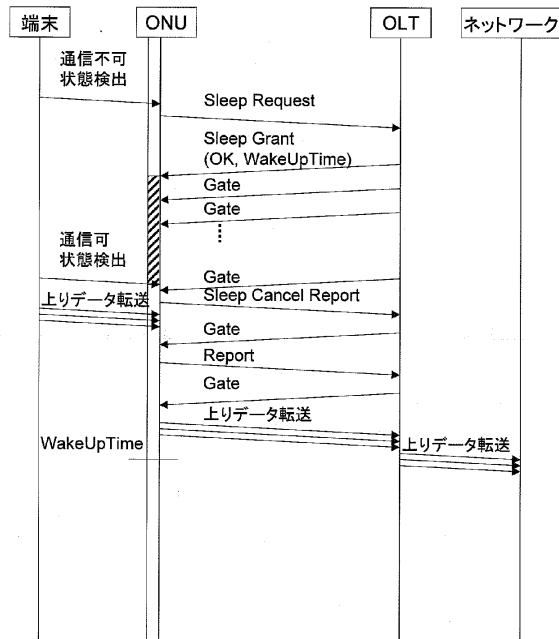 端末
ONU
OLT
ネットワーク
通信不可
状態検出
Sleep Request
Sleep Grant
(OK, WakeUpTime)
Gate
Gate
通信可
状態検出
Gate
Sleep Cancel Report
上りデータ転送
Gate
Report
Gate
上りデータ転送
WakeUpTime
上りデータ転送